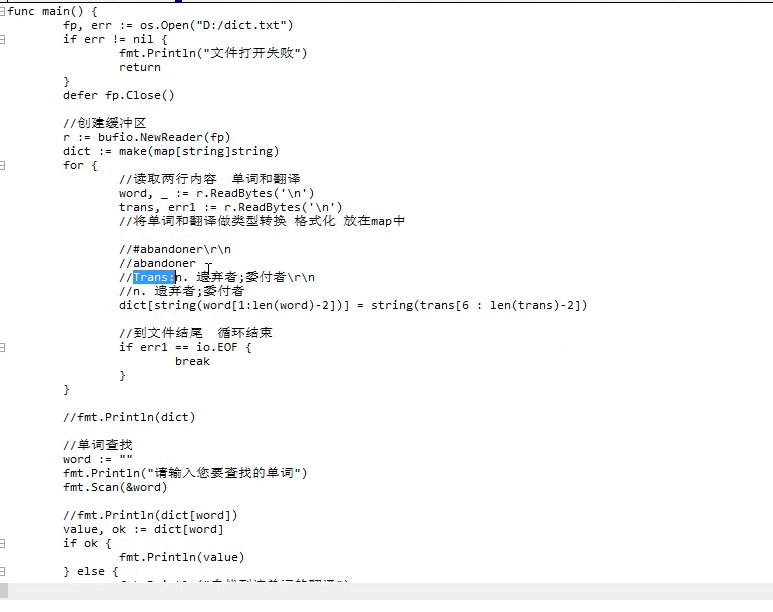 func main() {
fp, err := os.Open("D:/dict.txt")
if err != nil {
fmt.Println("文件打开失败")
return
}
defer fp.Close()
//创建缓冲区
r := bufio.NewReader(fp)
dict := make(map[string]string)
for {
//读取两行内容  单词和翻译
word, _ := r.ReadBytes('\n')
trans, err1 := r.ReadBytes('\n')
//将单词和翻译做类型转换 格式化 放在map中
//#abandoner\r\n
//abandoner
//Trans:n. 遗弃者;委付者\r\n
//n. 遗弃者;委付者
dict[string(word[1:len(word)-2])] = string(trans[6 : len(trans)-2])
//到文件结尾  循环结束
if err1 == io.EOF {
break
}
}
//fmt.Println(dict)
//单词查找
word := ""
fmt.Println("请输入您要查找的单词")
fmt.Scan(&word)
//fmt.Println(dict[word])
value, ok := dict[word]
if ok {
fmt.Println(value)
} else {